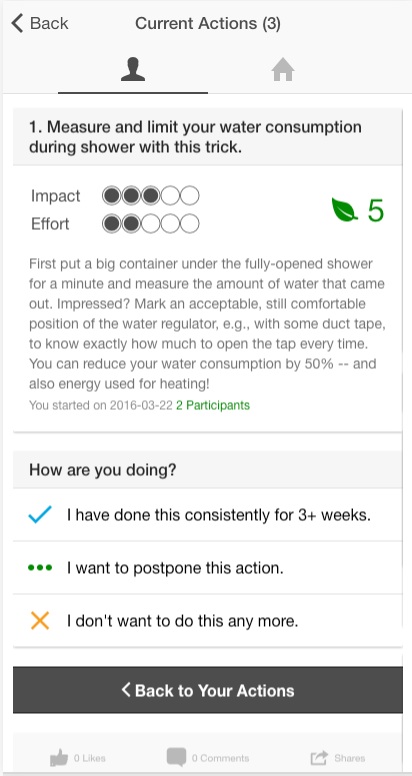 Back
Current Actions (3)
1. Measure and limit your water consumption
during shower with this trick.
Impact
5
Effort
First put a big container under the fully-opened shower
for a minute and measure the amount of water that came
out. Impressed? Mark an acceptable, still comfortable
position of the water regulator, e.g., with some duct tape,
to know exactly how much to open the tap every time.
You can reduce your water consumption by 50% -- and
also energy used for heating!
You started on 2016-03-22 2 Participants
How are you doing?
I have done this consistently for 3+ weeks.
I want to postpone this action.
I don't want to do this any more.
Back to Your Actions
0 Likes
0 Comments
Shares